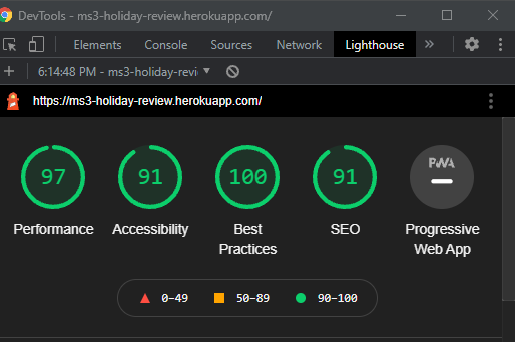 DevTools - ms3-holiday-review.herokuapp.com/
Elements Console Sources Network Lighthouse »
+ 6:14:48 PM - ms3-holiday-revi
https://ms3-holiday-review.herokuapp.com/
97 91 100 91 PWA
Performance Accessibility Best Practices SEO Progressive Web App
0-49 50-89 90-100